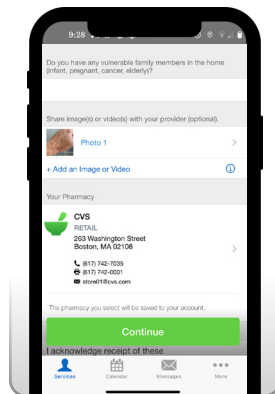 9:28
Do you have any vulnerable family members in the home
(infant, pregnant, cancer, elderly)?
Share image(s) or video(s) with your provider (optional).
Photo 1
+ Add an Image or Video
Your Pharmacy
CVS
RETAIL
263 Washington Street
Boston, MA 02108
(617) 742-7035
(617) 742-0001
store01@cvs.com
The pharmacy you select will be saved to your account.
Continue
I acknowledge receipt of these
Services
Calendar
Messages
More